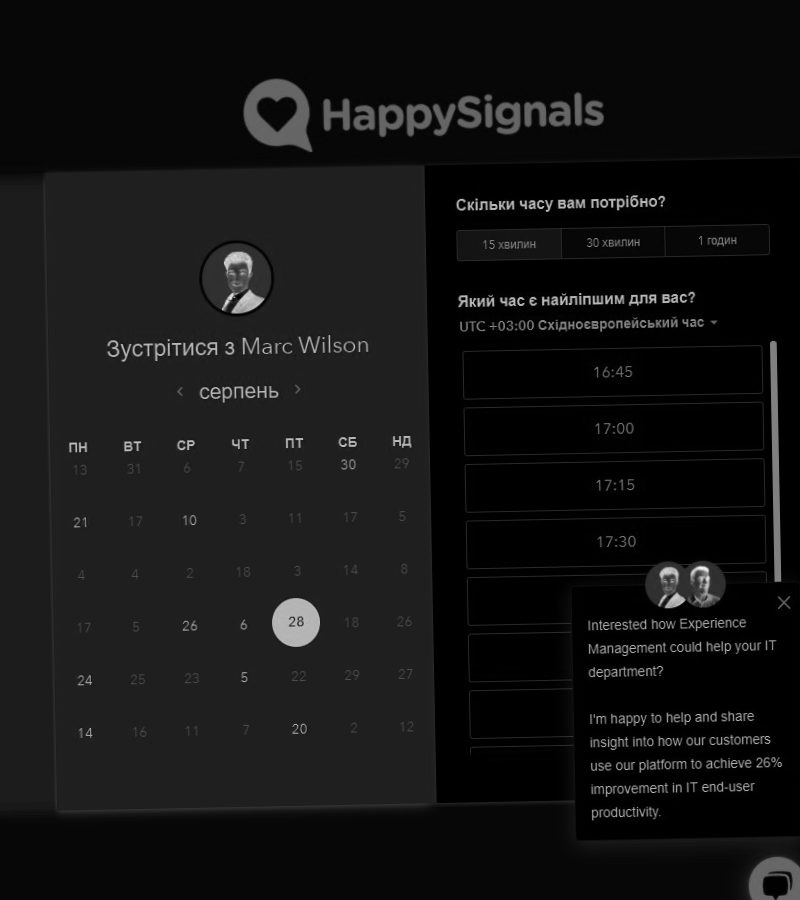 HappySignals
Зустрітися з Marc Wilson
серпень
ПН ВТ СР ЧТ ПТ СБ НД
13 31 6 7 15 30 29
21 17 10 3 11 17 5
4 4 2 18 3 14 8
17 5 26 6 28 18 26
24 25 23 5 22 29 27
14 16 11 7 20 2 12
Скільки часу вам потрібно?
15 хвилин 30 хвилин 1 годин
Який час є найліпшим для вас?
UTC +03:00 Східноєвропейський час
16:45
17:00
17:15
17:30
Interested how Experience
Management could help your IT
department?
I'm happy to help and share
insight into how our customers
use our platform to achieve 26%
improvement in IT end-user
productivity.